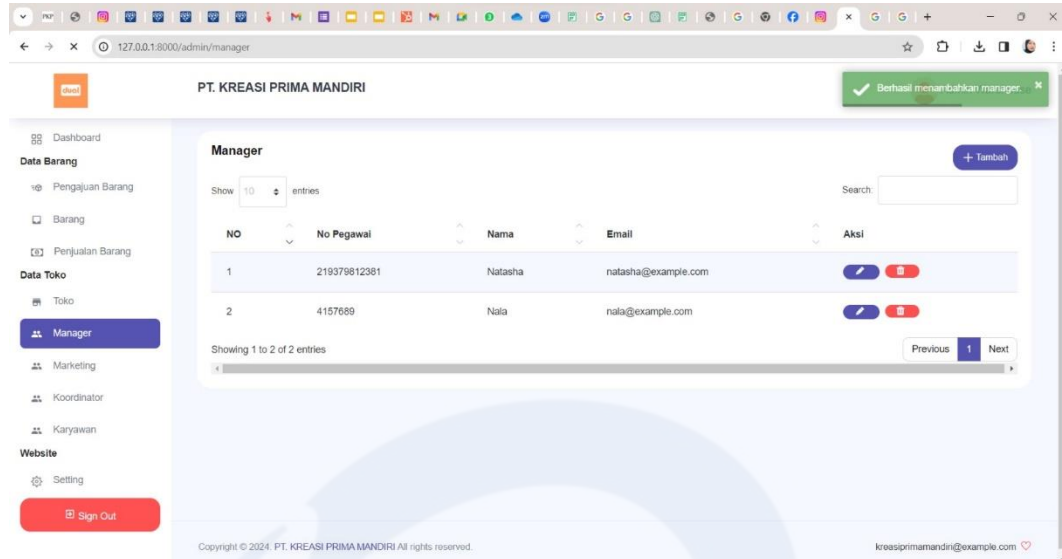 127.0.0.1:8000/admin/manager
duol
PT. KREASI PRIMA MANDIRI
Berhasil menambahkan manager.
Dashboard
Data Barang
Pengajuan Barang
Barang
Penjualan Barang
Data Toko
Toko
Manager
Marketing
Koordinator
Karyawan
Website
Setting
Sign Out
Manager
+ Tambah
Show 10 entries
Search:
NO No Pegawai Nama Email Aksi
1 219379812381 Natasha natasha@example.com
2 4157689 Nala nala@example.com
Showing 1 to 2 of 2 entries
Previous 1 Next
Copyright © 2024. PT. KREASI PRIMA MANDIRI All rights reserved.
kreasiprimamandiri@example.com